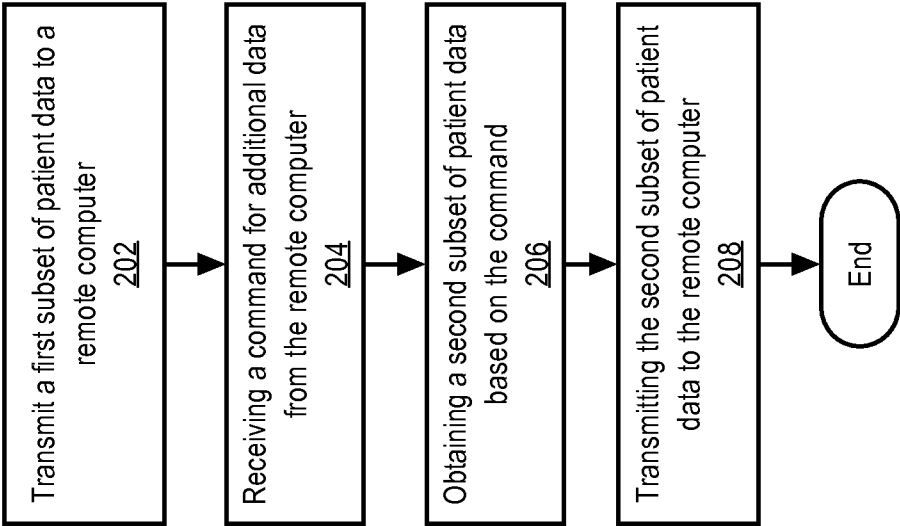 Transmit a first subset of patient data to a
remote computer
202
Receiving a command for additional data
from the remote computer
204
Obtaining a second subset of patient data
based on the command
206
Transmitting the second subset of patient
data to the remote computer
208
End